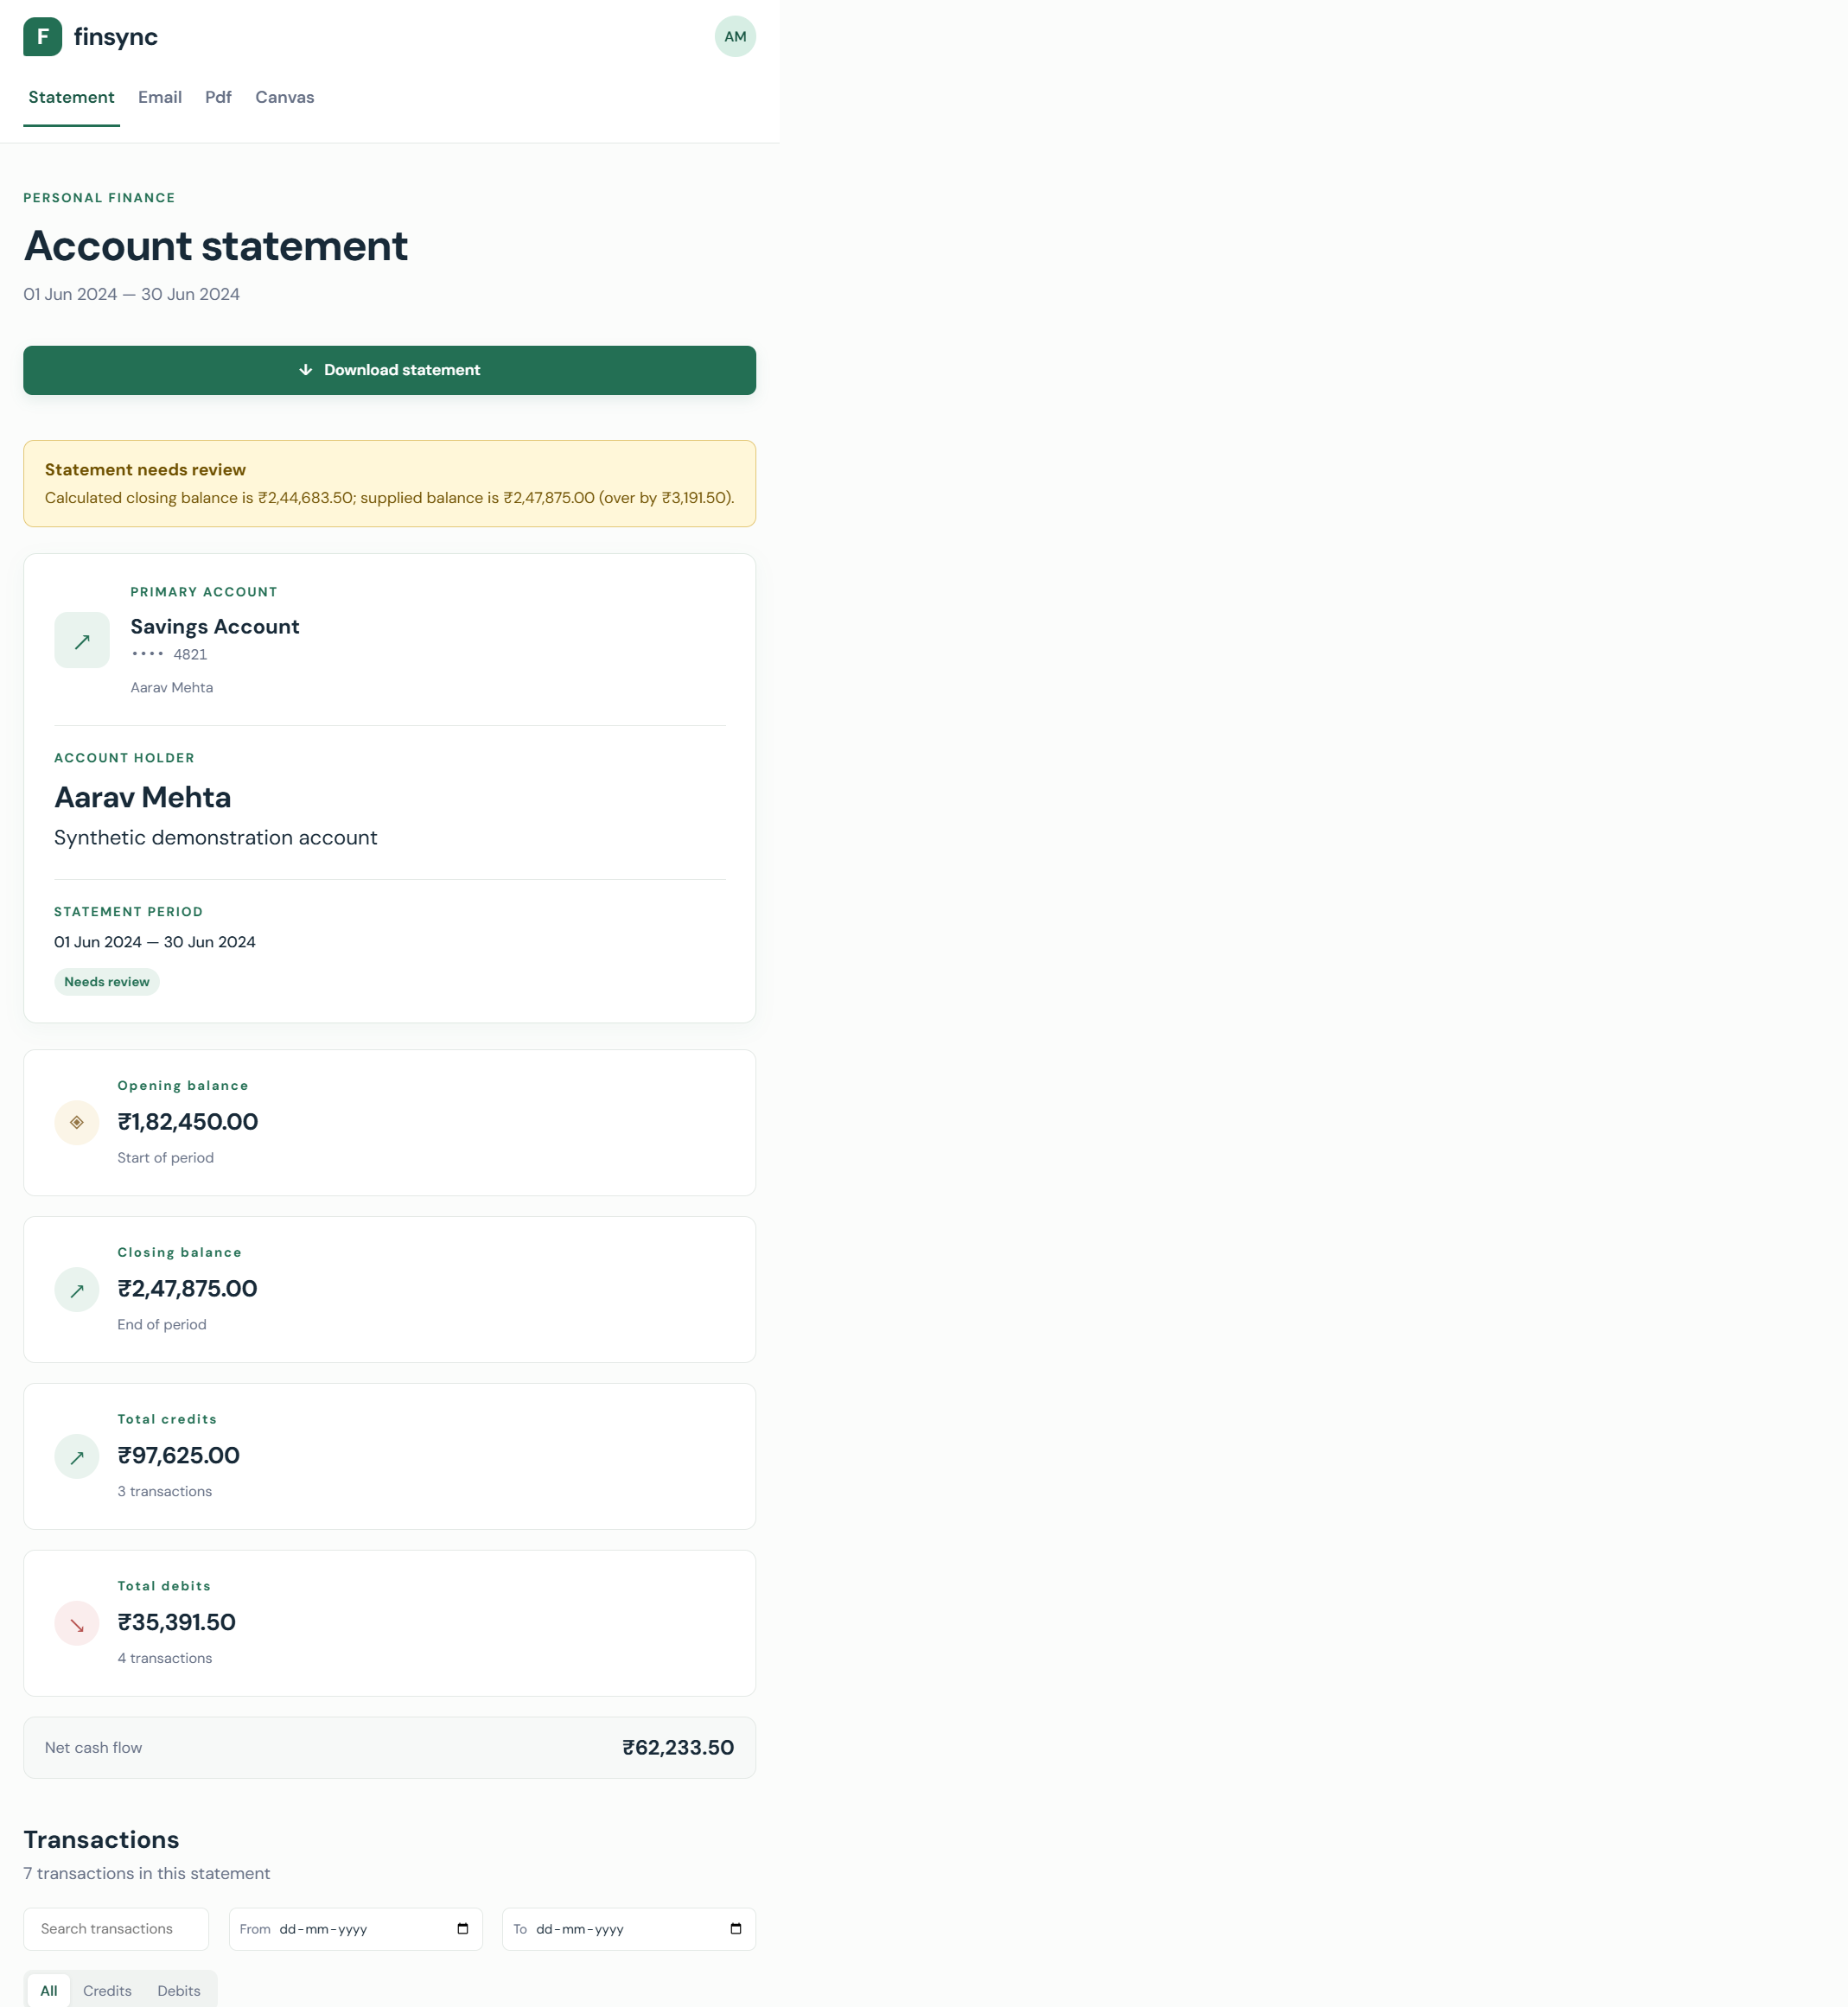 F finsync
AM
Statement Email Pdf Canvas
PERSONAL FINANCE
Account statement
01 Jun 2024 — 30 Jun 2024
↓ Download statement
Statement needs review
Calculated closing balance is ₹2,44,683.50; supplied balance is ₹2,47,875.00 (over by ₹3,191.50).
PRIMARY ACCOUNT
Savings Account
•••• 4821
Aarav Mehta
ACCOUNT HOLDER
Aarav Mehta
Synthetic demonstration account
STATEMENT PERIOD
01 Jun 2024 — 30 Jun 2024
Needs review
Opening balance
₹1,82,450.00
Start of period
Closing balance
₹2,47,875.00
End of period
Total credits
₹97,625.00
3 transactions
Total debits
₹35,391.50
4 transactions
Net cash flow ₹62,233.50
Transactions
7 transactions in this statement
Search transactions From dd-mm-yyyy To dd-mm-yyyy
All Credits Debits